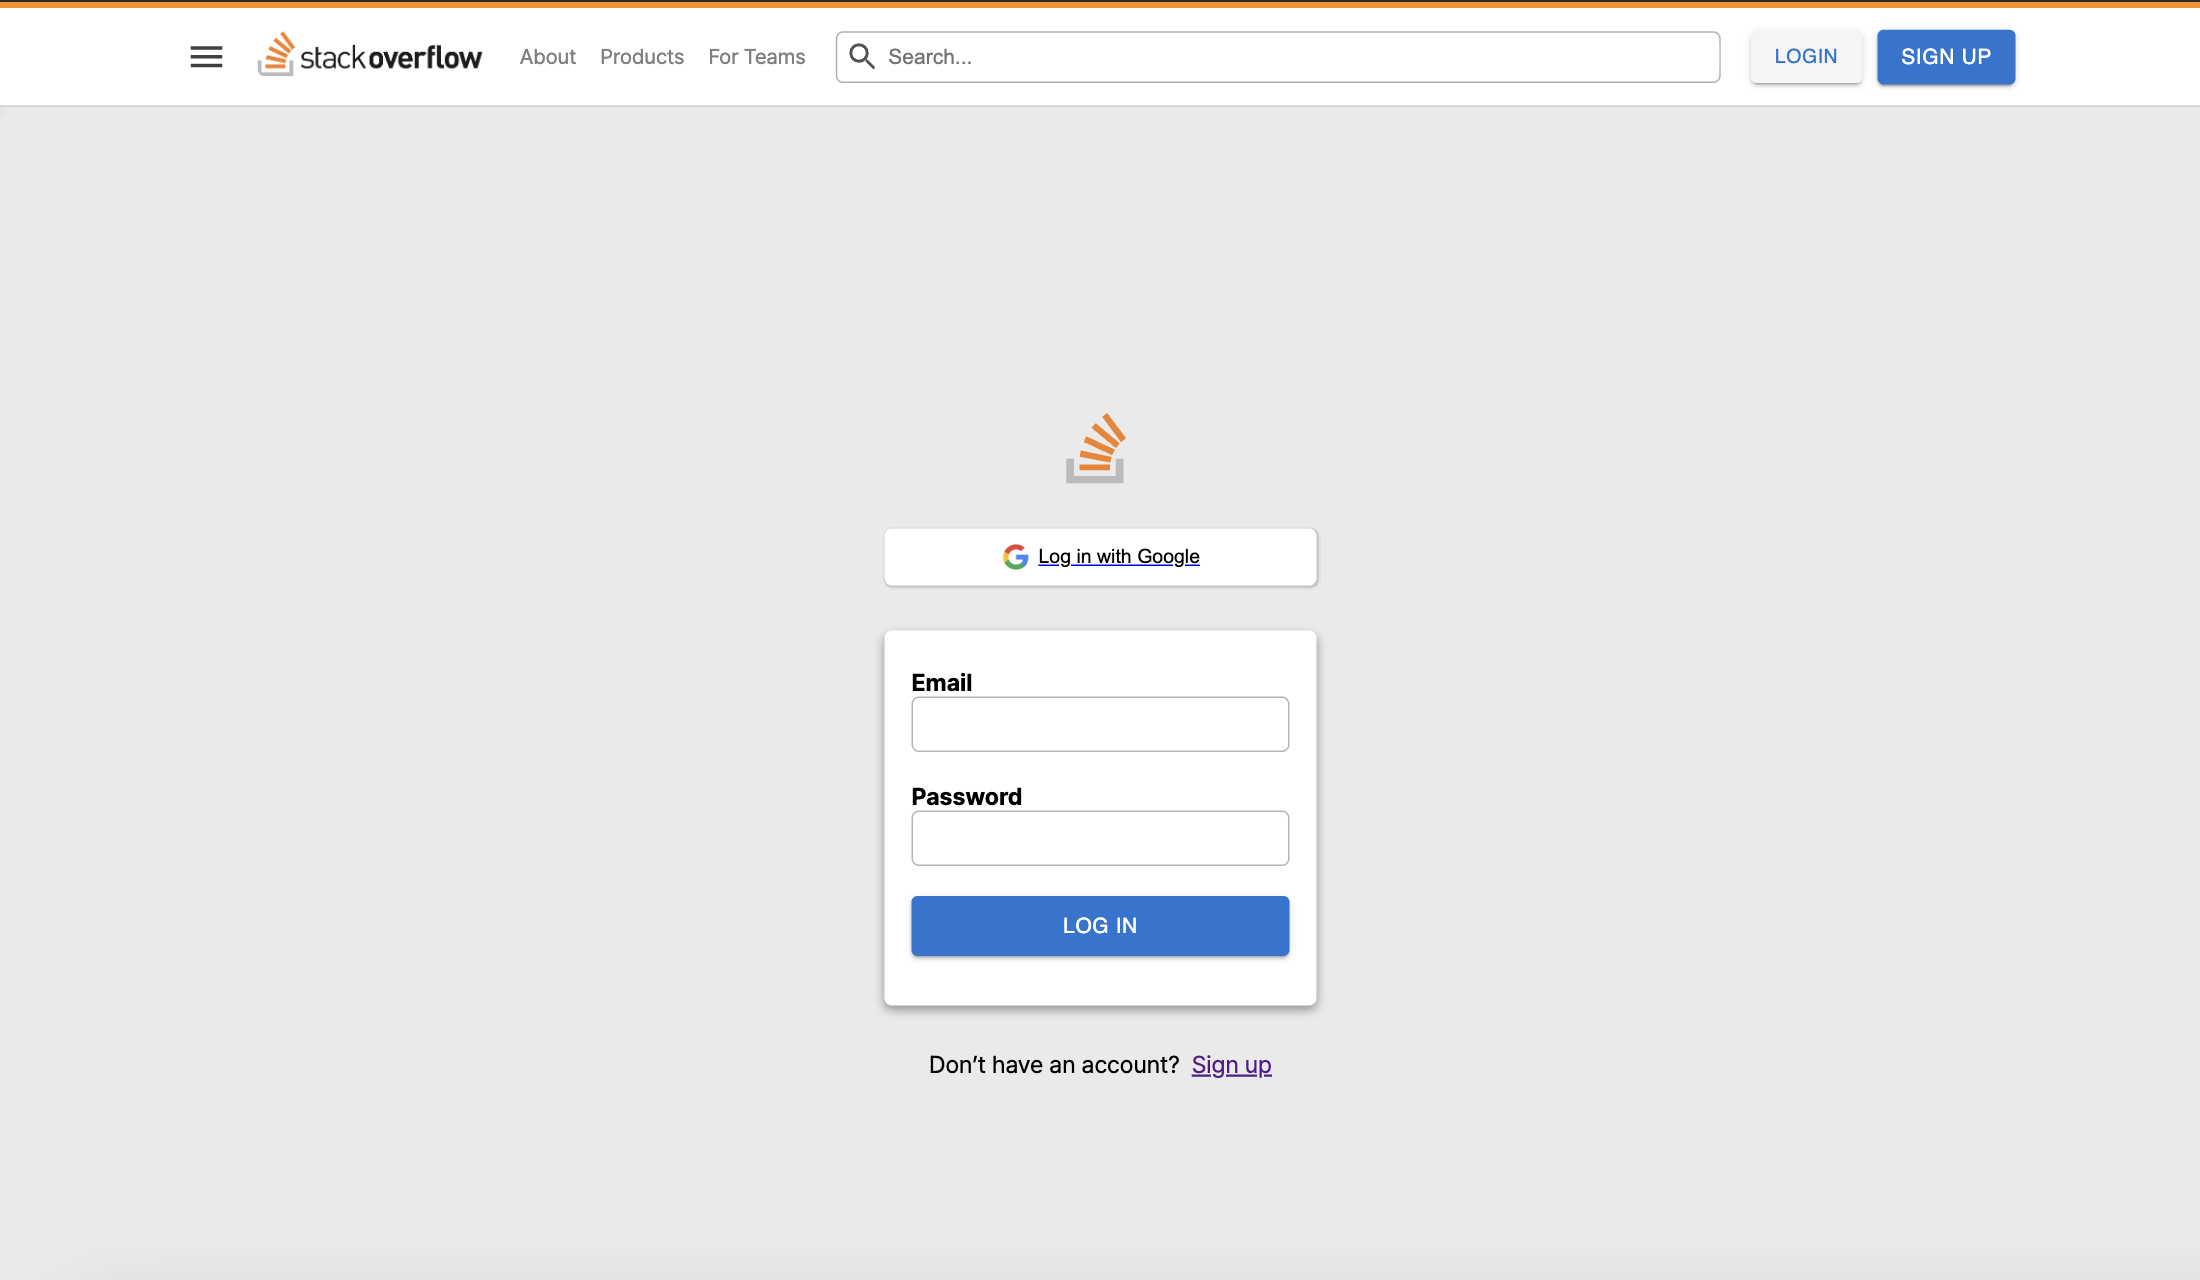 stackoverflow About Products For Teams Search... LOGIN SIGN UP
Log in with Google
Email
Password
LOG IN
Don’t have an account? Sign up